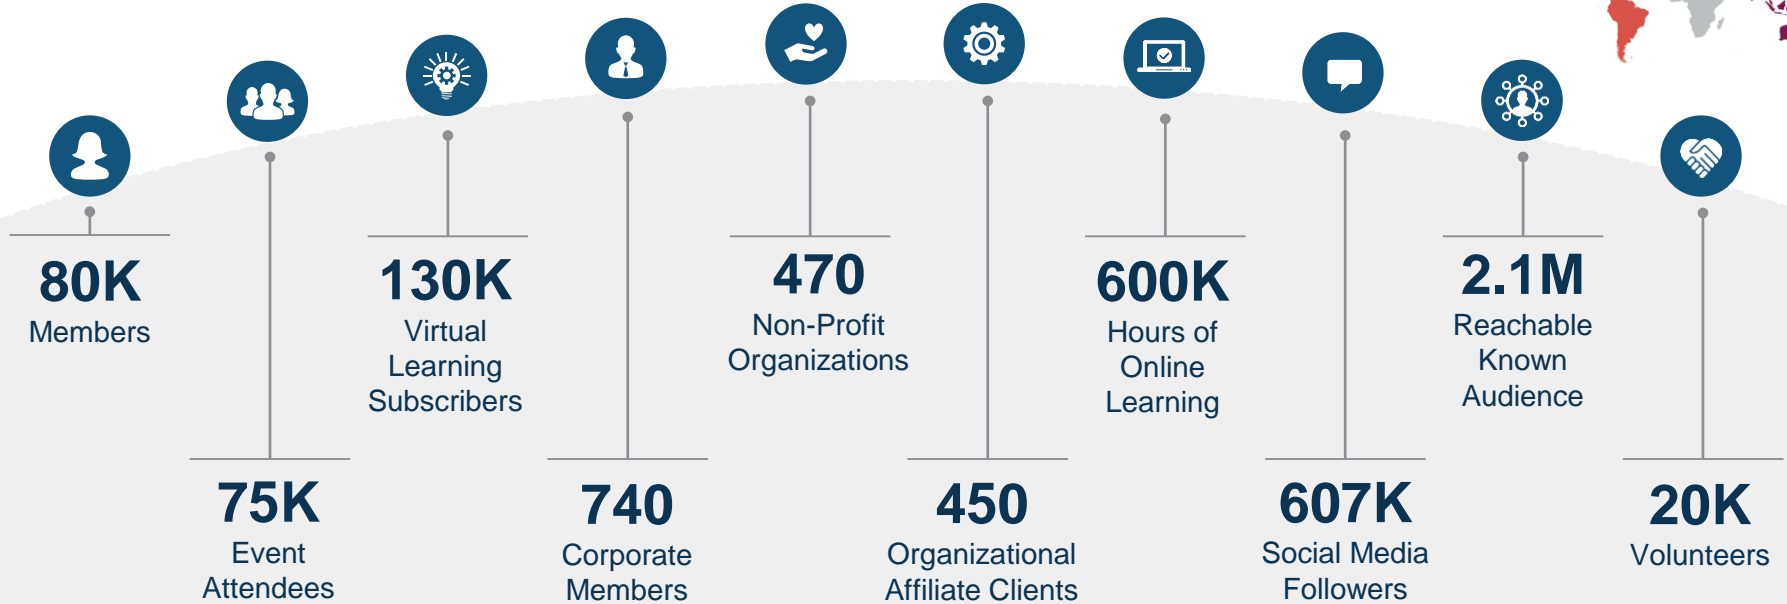 80K
Members
75K
Event
Attendees
130K
Virtual
Learning
Subscribers
740
Corporate
Members
470
Non-Profit
Organizations
450
Organizational
Affiliate Clients
600K
Hours of
Online
Learning
607K
Social Media
Followers
2.1M
Reachable
Known
Audience
20K
Volunteers